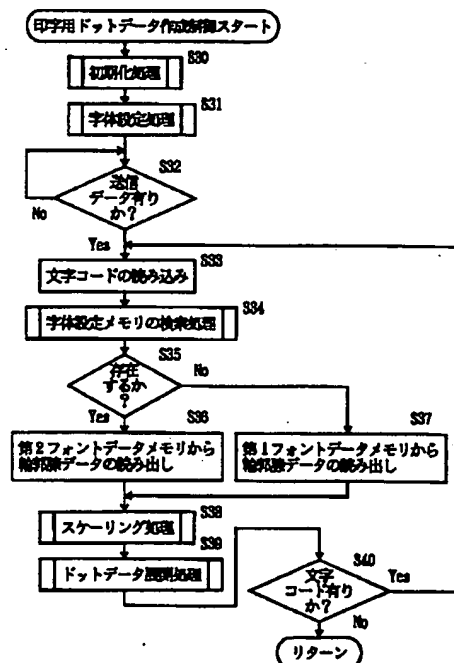 印字用ドットデータ作成制御スタート
S30
初期化処理
S31
字体設定処理
S32
送信
データ有り
か？
No
Yes
S33
文字コードの読み込み
S34
字体設定メモリの検索処理
S35
存在
するか
？
No
Yes
S36
第2フォントデータメモリから
輪郭線データの読み出し
S37
第1フォントデータメモリから
輪郭線データの読み出し
S38
スケーリング処理
S39
ドットデータ展開処理
S40
文字
コード有り
か？
Yes
No
リターン